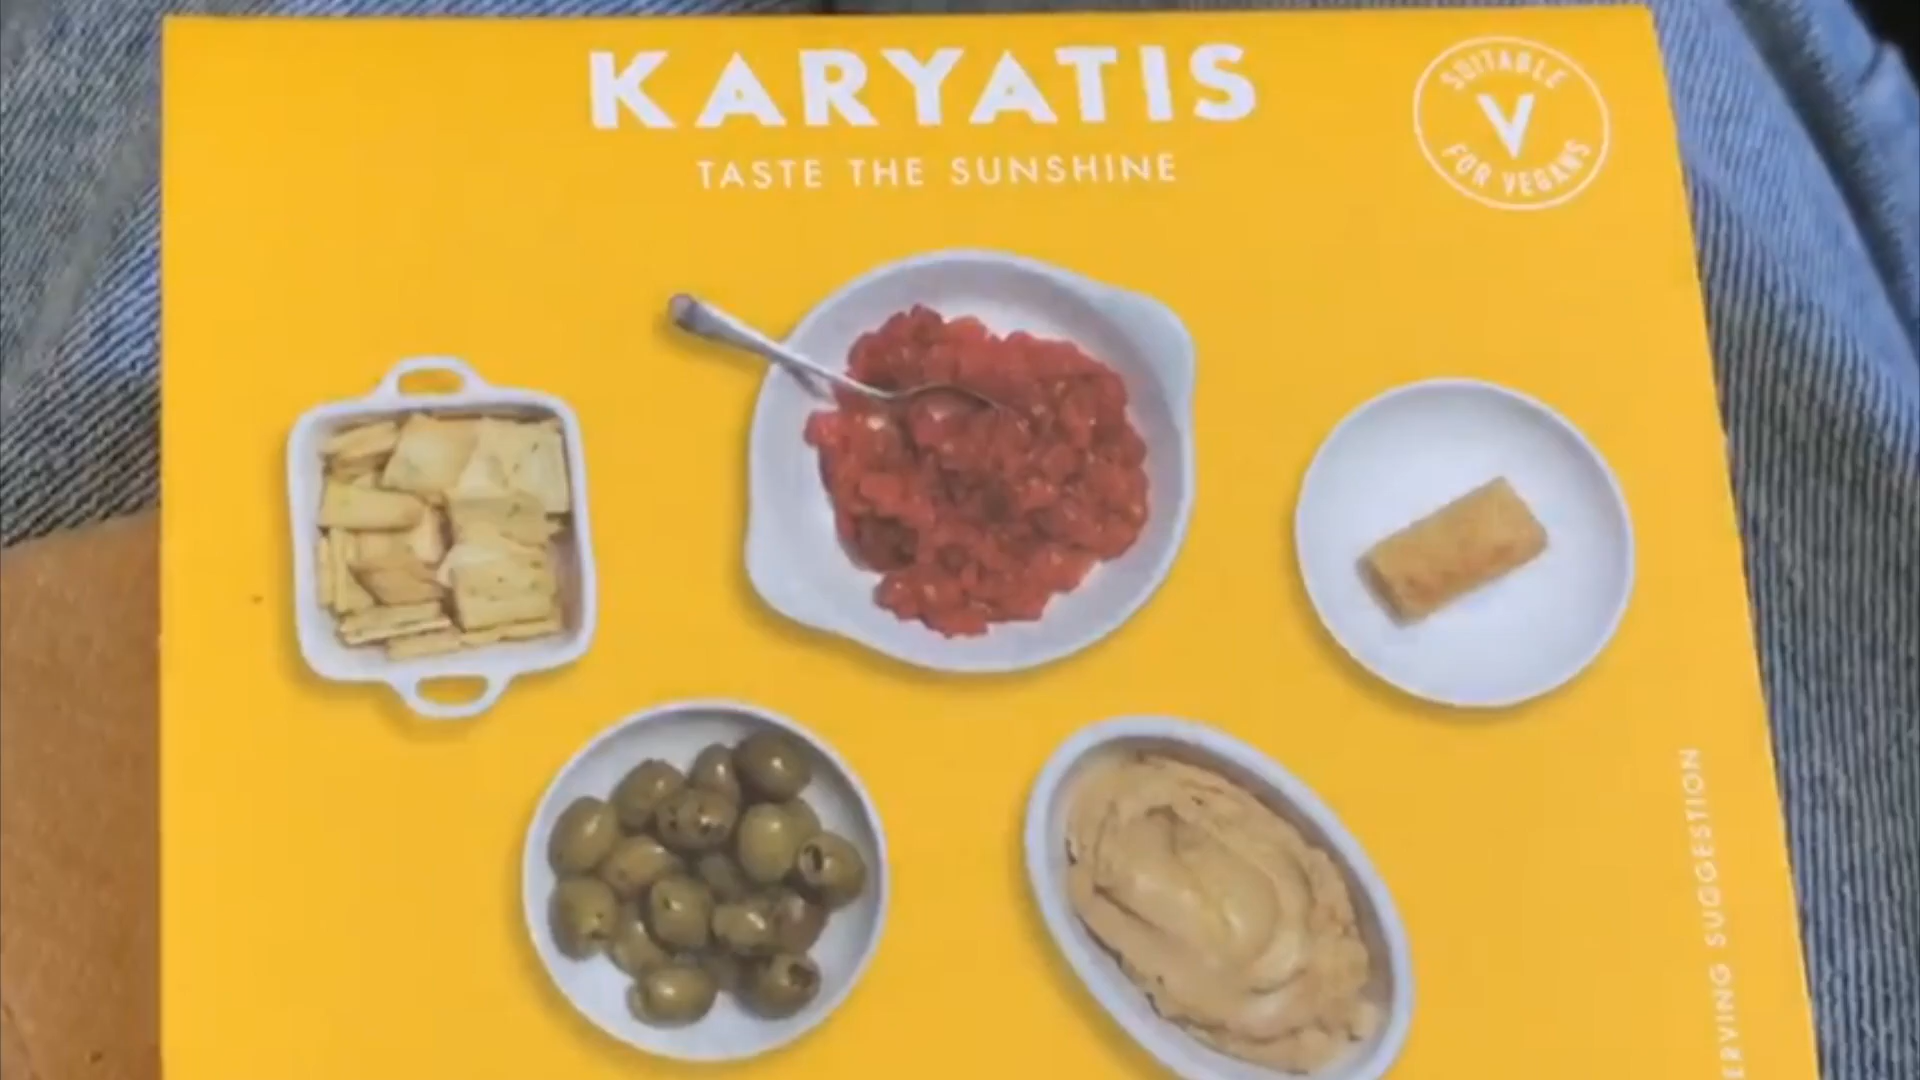 KARYATIS
TASTE THE SUNSHINE
SUITABLE
V
FOR VEGANS
ERVING SUGGESTION